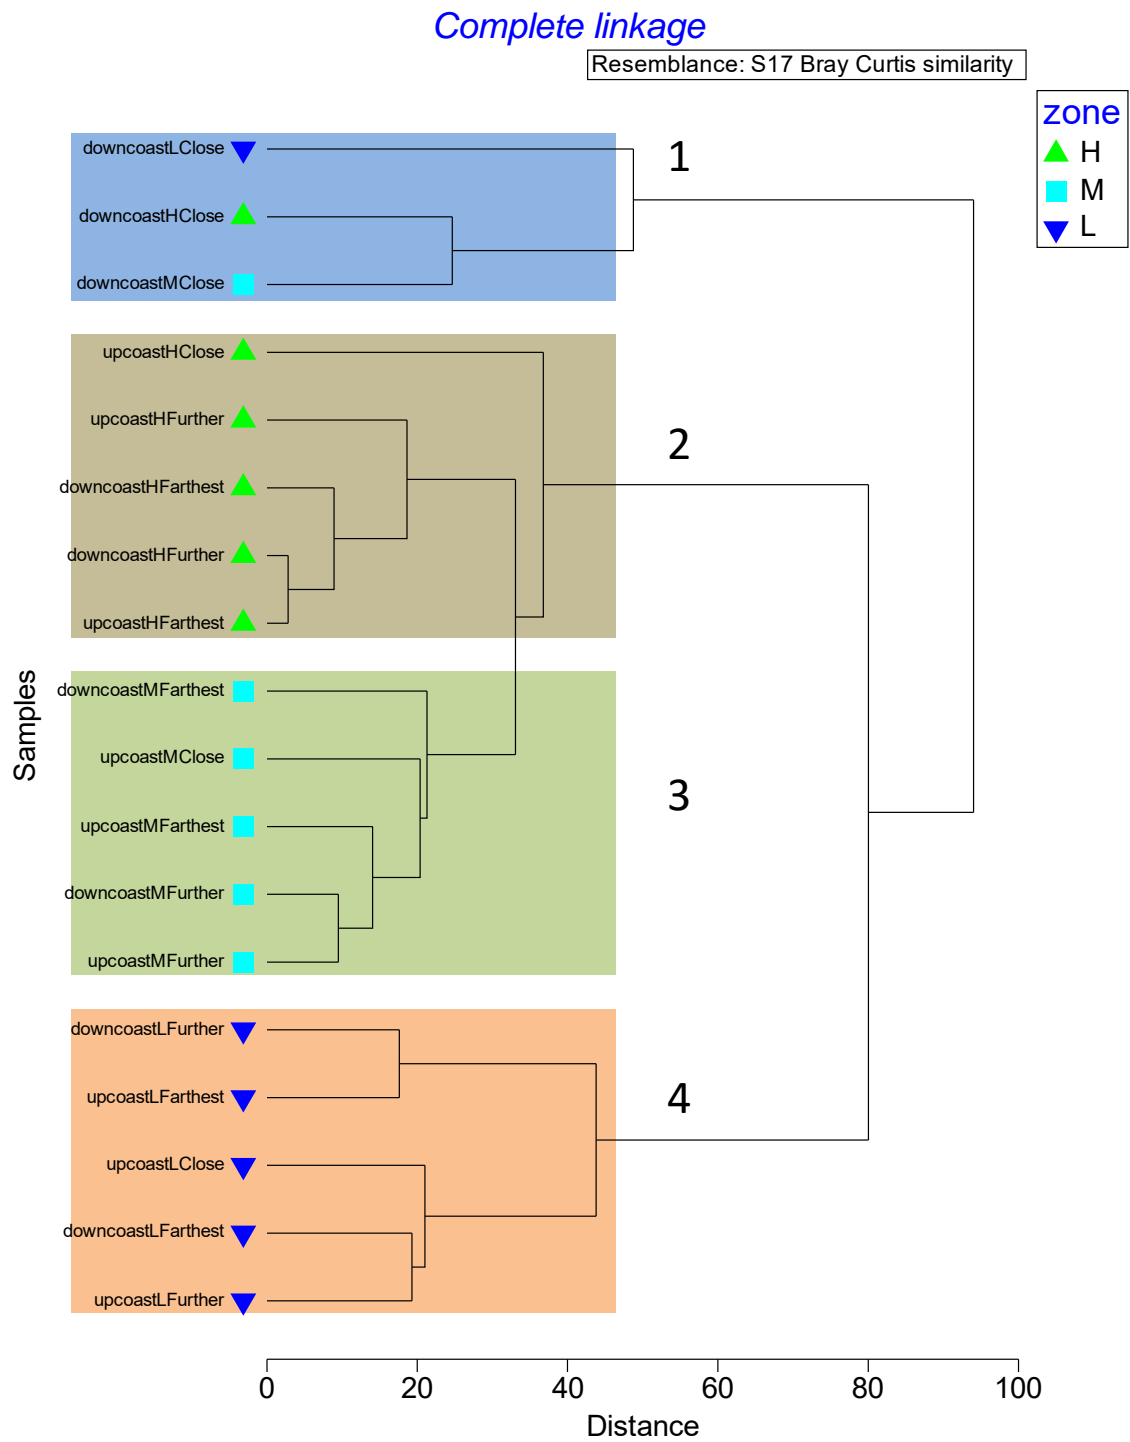 Complete linkage
Resemblance: S17 Bray Curtis similarity
zone
H
M
L
downcoastLClose
downcoastHClose
downcoastMClose
1
upcoastHClose
upcoastHFurther
downcoastHFarthest
downcoastHFurther
upcoastHFarthest
2
downcoastMFarthest
upcoastMClose
upcoastMFarthest
downcoastMFurther
upcoastMFurther
3
downcoastLFurther
upcoastLFarthest
upcoastLClose
downcoastLFarthest
upcoastLFurther
4
Samples
0 20 40 60 80 100
Distance